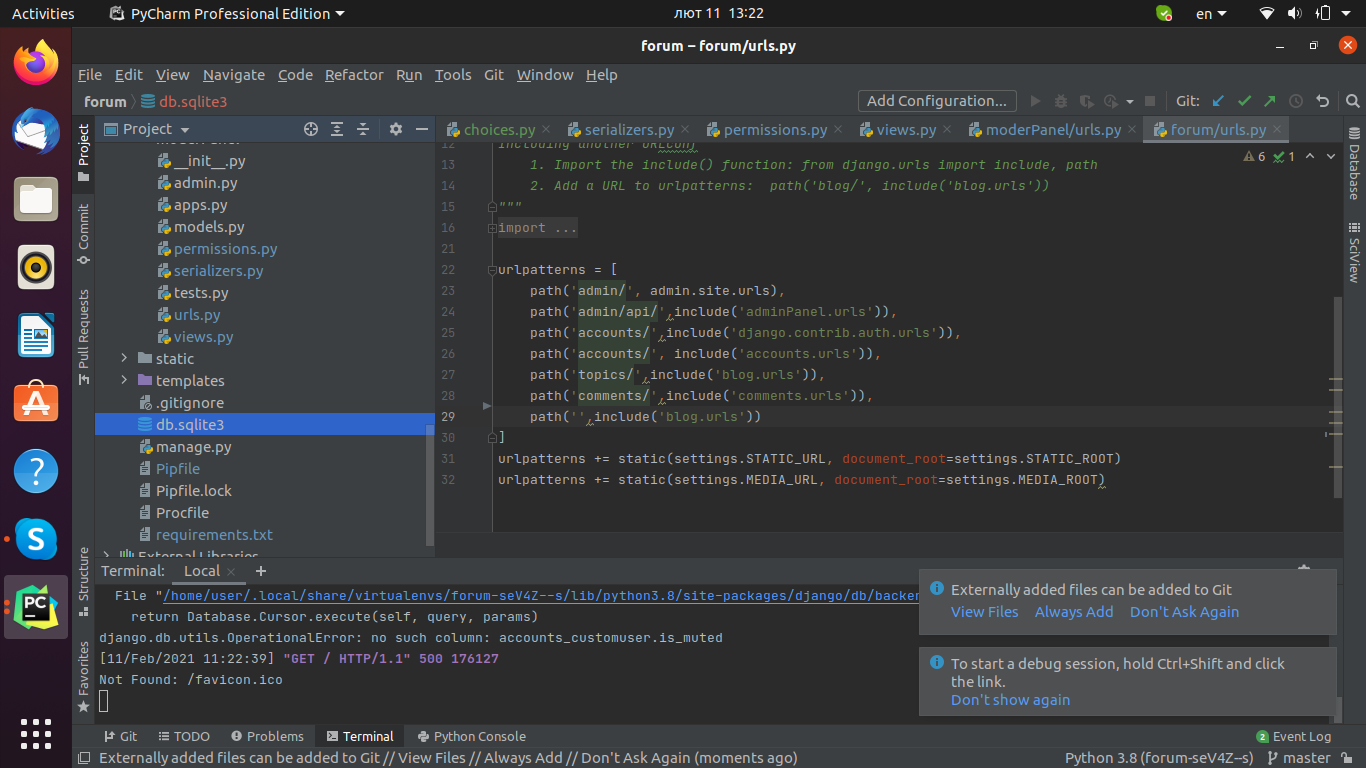 Activities PyCharm Professional Edition лют 11 13:22 en
forum – forum/urls.py
File Edit View Navigate Code Refactor Run Tools Git Window Help
forum db.sqlite3 Add Configuration... Git:
Project choices.py serializers.py permissions.py views.py moderPanel/urls.py forum/urls.py
__init__.py
admin.py
apps.py
models.py
permissions.py
serializers.py
tests.py
urls.py
views.py
static
templates
.gitignore
db.sqlite3
manage.py
Pipfile
Pipfile.lock
Procfile
requirements.txt
External Libraries
Project
Commit
Pull Requests
Structure
Favorites
12 Including another URLconf
13 1. Import the include() function: from django.urls import include, path
14 2. Add a URL to urlpatterns:  path('blog/', include('blog.urls'))
15 """
16 import ...
21
22 urlpatterns = [
23 path('admin/', admin.site.urls),
24 path('admin/api/',include('adminPanel.urls')),
25 path('accounts/',include('django.contrib.auth.urls')),
26 path('accounts/', include('accounts.urls')),
27 path('topics/',include('blog.urls')),
28 path('comments/',include('comments.urls')),
29 path('',include('blog.urls'))
30 ]
31 urlpatterns += static(settings.STATIC_URL, document_root=settings.STATIC_ROOT)
32 urlpatterns += static(settings.MEDIA_URL, document_root=settings.MEDIA_ROOT)
6 1
Database
SciView
Terminal: Local +
File "/home/user/.local/share/virtualenvs/forum-seV4Z--s/lib/python3.8/site-packages/django/db/backen
return Database.Cursor.execute(self, query, params)
django.db.utils.OperationalError: no such column: accounts_customuser.is_muted
[11/Feb/2021 11:22:39] "GET / HTTP/1.1" 500 176127
Not Found: /favicon.ico
Externally added files can be added to Git
View Files Always Add Don't Ask Again
To start a debug session, hold Ctrl+Shift and click
the link.
Don't show again
Git TODO Problems Terminal Python Console 2 Event Log
Externally added files can be added to Git // View Files // Always Add // Don't Ask Again (moments ago) Python 3.8 (forum-seV4Z--s) master